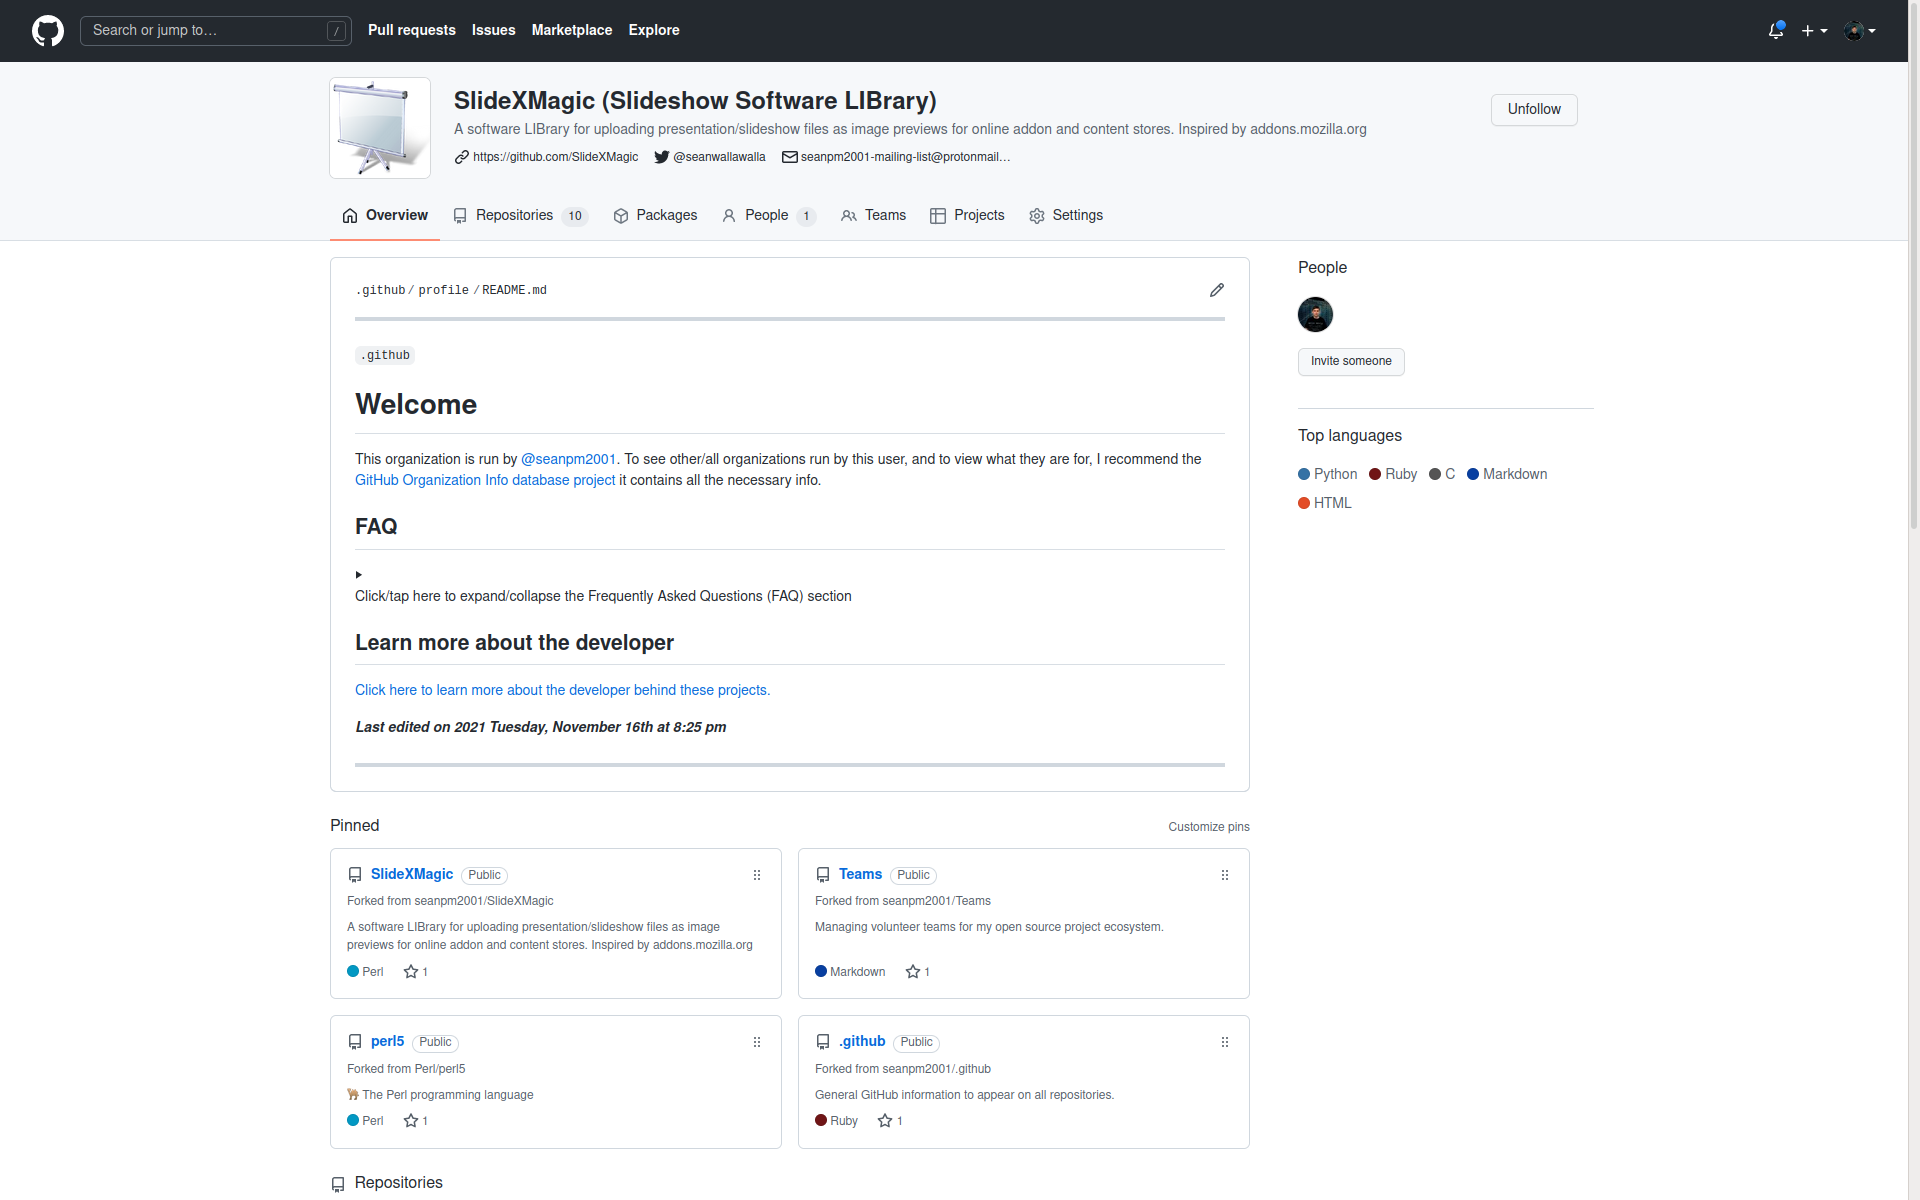 Search or jump to…
/
Pull requests
Issues
Marketplace
Explore
SlideXMagic (Slideshow Software LIBrary)
Unfollow
A software LIBrary for uploading presentation/slideshow files as image previews for online addon and content stores. Inspired by addons.mozilla.org
https://github.com/SlideXMagic
@seanwallawalla
seanpm2001-mailing-list@protonmail…
Overview
Repositories 10
Packages
People 1
Teams
Projects
Settings
.github / profile / README.md
.github
Welcome
This organization is run by @seanpm2001. To see other/all organizations run by this user, and to view what they are for, I recommend the
GitHub Organization Info database project it contains all the necessary info.
FAQ
Click/tap here to expand/collapse the Frequently Asked Questions (FAQ) section
Learn more about the developer
Click here to learn more about the developer behind these projects.
Last edited on 2021 Tuesday, November 16th at 8:25 pm
People
Invite someone
Top languages
Python
Ruby
C
Markdown
HTML
Pinned
Customize pins
SlideXMagic Public
Forked from seanpm2001/SlideXMagic
A software LIBrary for uploading presentation/slideshow files as image
previews for online addon and content stores. Inspired by addons.mozilla.org
Perl 1
Teams Public
Forked from seanpm2001/Teams
Managing volunteer teams for my open source project ecosystem.
Markdown 1
perl5 Public
Forked from Perl/perl5
🐪 The Perl programming language
Perl 1
.github Public
Forked from seanpm2001/.github
General GitHub information to appear on all repositories.
Ruby 1
Repositories